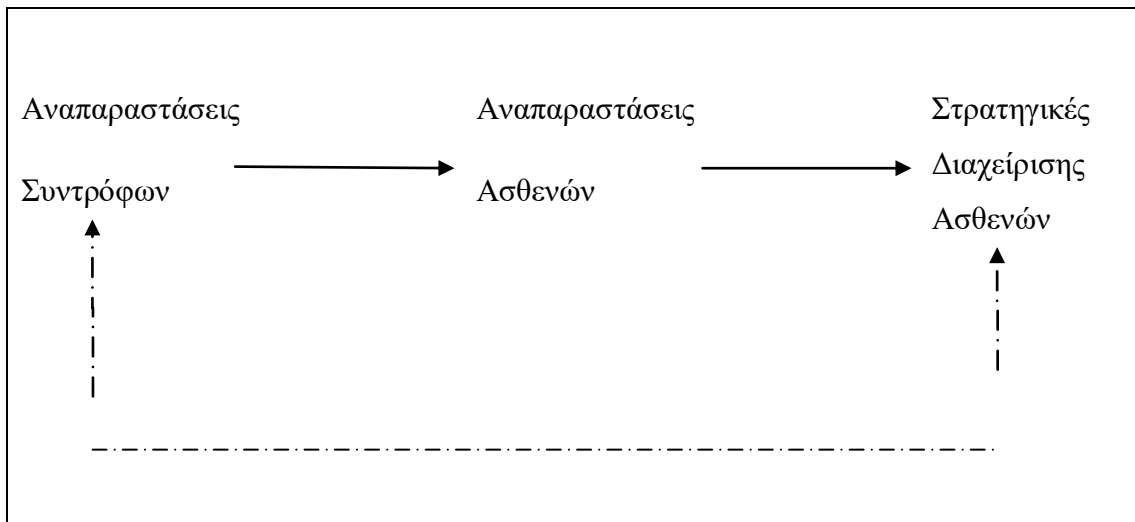 Αναπαραστάσεις
Συντρόφων
Αναπαραστάσεις
Ασθενών
Στρατηγικές
Διαχείρισης
Ασθενών